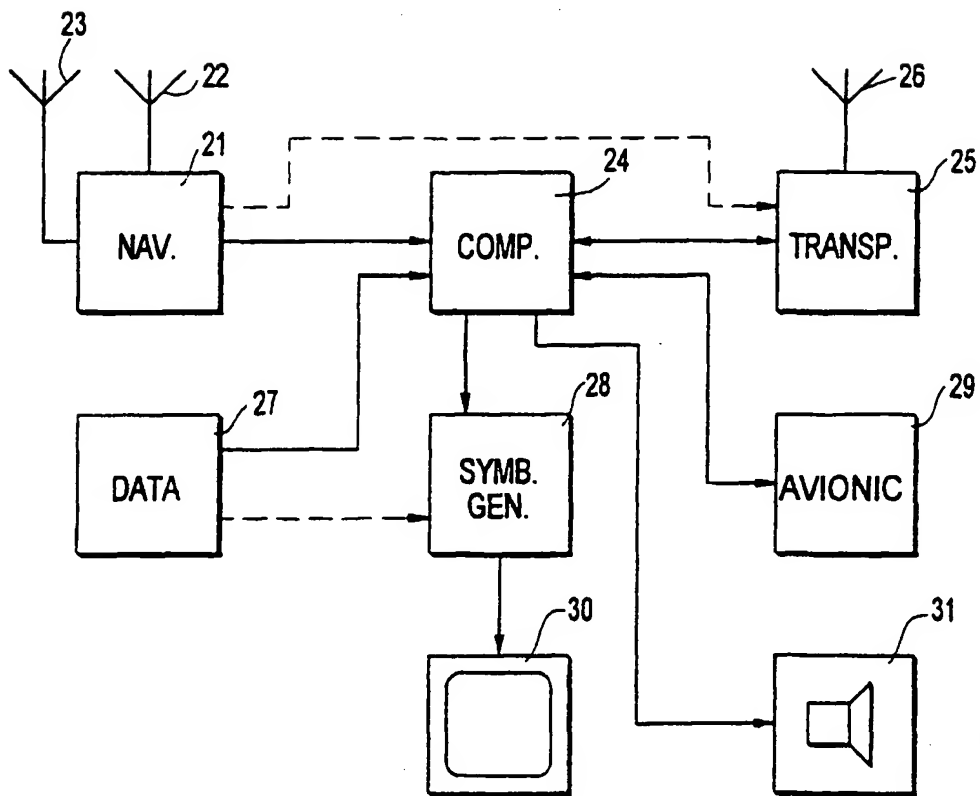 23
22
26
21
24
25
NAV.
COMP.
TRANSP.
27
28
29
DATA
SYMB.
GEN.
AVIONIC
30
31